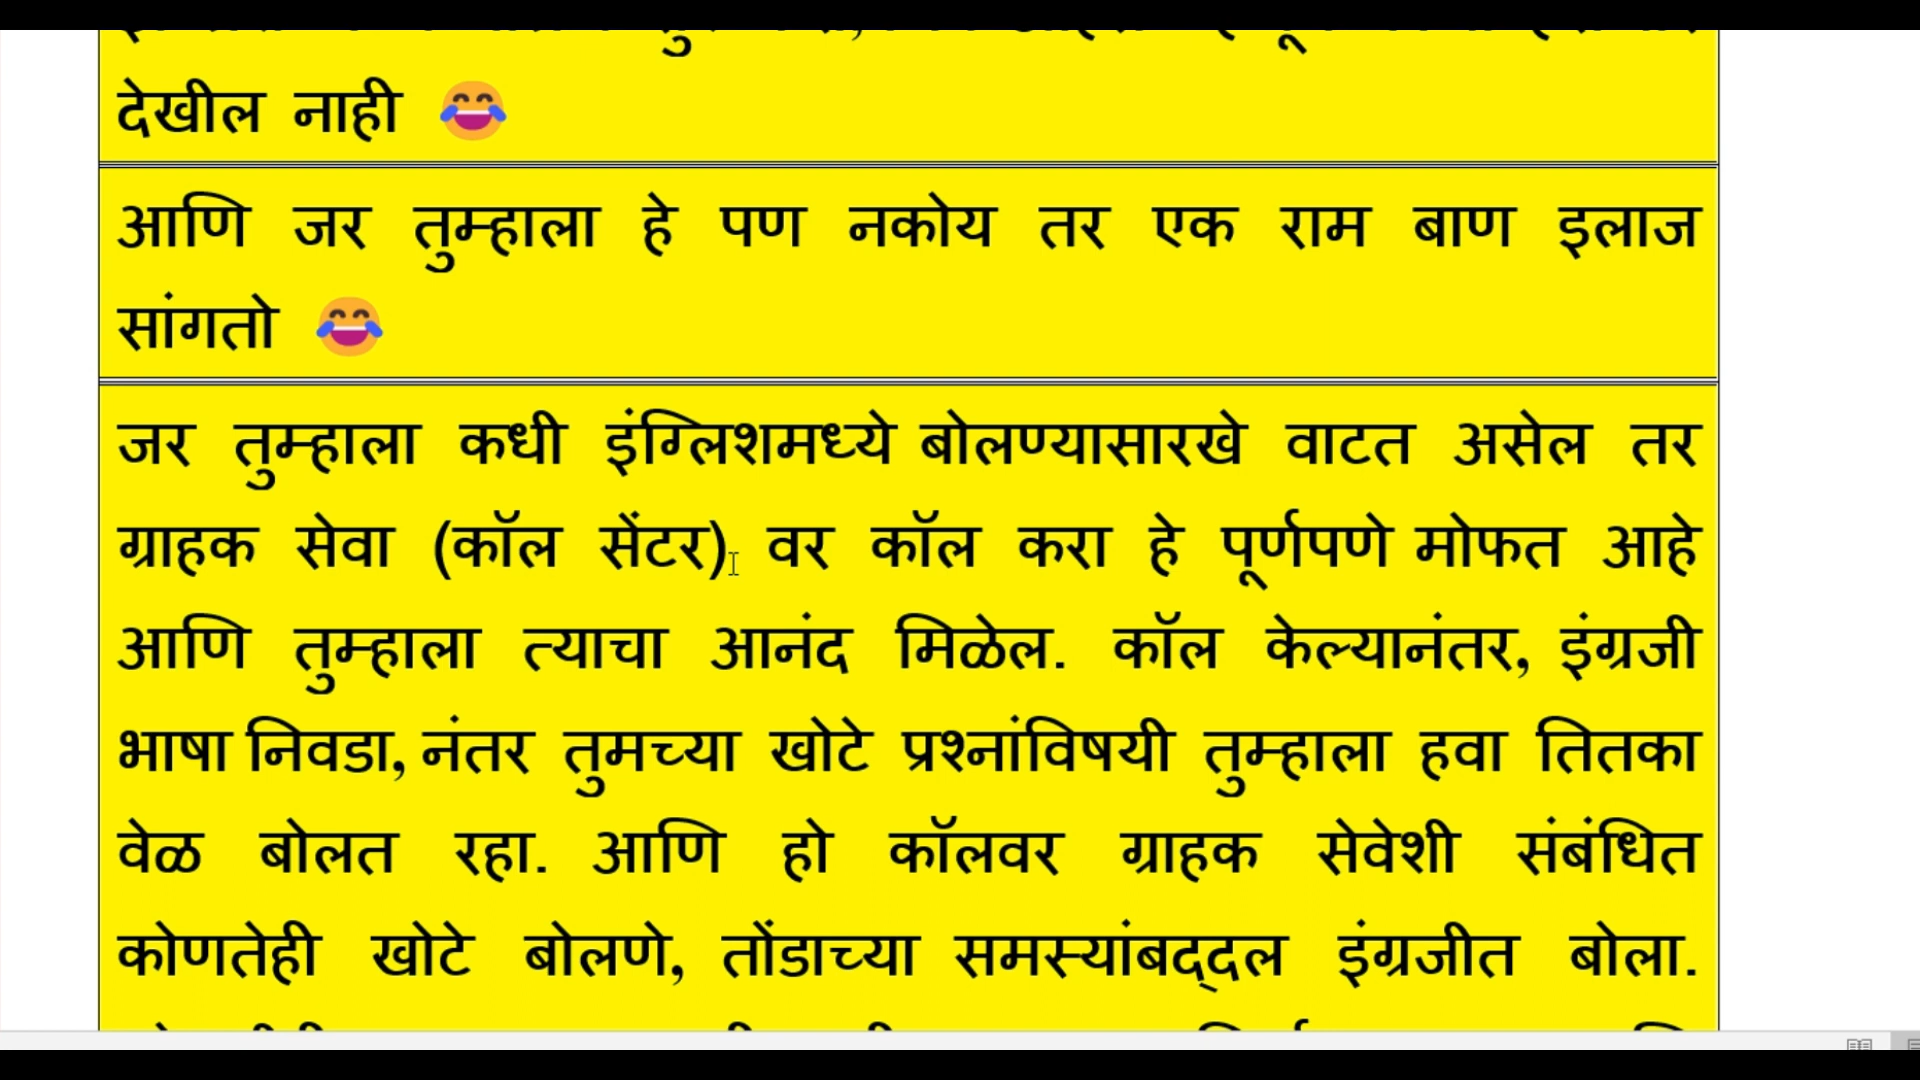 देखील नाही 😂
आणि जर तुम्हाला हे पण नकोय तर एक राम बाण इलाज
सांगतो 😂
जर तुम्हाला कधी इंग्लिशमध्ये बोलण्यासारखे वाटत असेल तर
ग्राहक सेवा (कॉल सेंटर) वर कॉल करा हे पूर्णपणे मोफत आहे
आणि तुम्हाला त्याचा आनंद मिळेल. कॉल केल्यानंतर, इंग्रजी
भाषा निवडा, नंतर तुमच्या खोटे प्रश्नांविषयी तुम्हाला हवा तितका
वेळ बोलत रहा. आणि हो कॉलवर ग्राहक सेवेशी संबंधित
कोणतेही खोटे बोलणे, तोंडाच्या समस्यांबद्दल इंग्रजीत बोला.